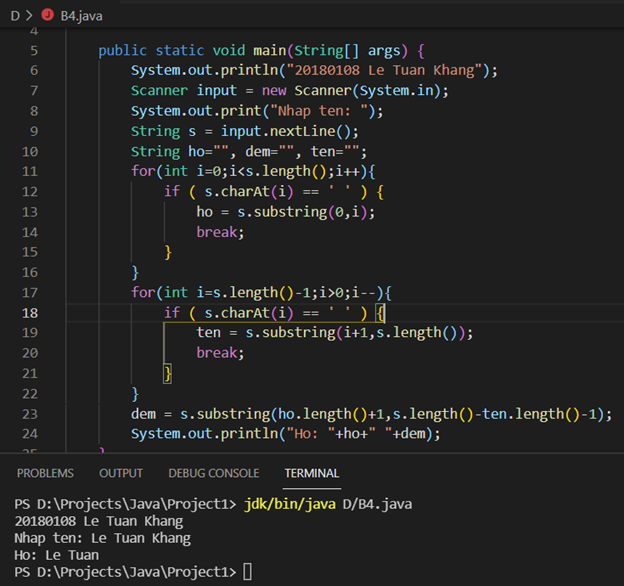 D > B4.java
4
5 public static void main(String[] args) {
6 System.out.println("20180108 Le Tuan Khang");
7 Scanner input = new Scanner(System.in);
8 System.out.print("Nhap ten: ");
9 String s = input.nextLine();
10 String ho="", dem="", ten="";
11 for(int i=0;i<s.length();i++){
12 if ( s.charAt(i) == ' ' ) {
13 ho = s.substring(0,i);
14 break;
15 }
16 }
17 for(int i=s.length()-1;i>0;i--){
18 if ( s.charAt(i) == ' ' ) {
19 ten = s.substring(i+1,s.length());
20 break;
21 }
22 }
23 dem = s.substring(ho.length()+1,s.length()-ten.length()-1);
24 System.out.println("Ho: "+ho+" "+dem);
25 }
PROBLEMS OUTPUT DEBUG CONSOLE TERMINAL
PS D:\Projects\Java\Project1> jdk/bin/java D/B4.java
20180108 Le Tuan Khang
Nhap ten: Le Tuan Khang
Ho: Le Tuan
PS D:\Projects\Java\Project1>